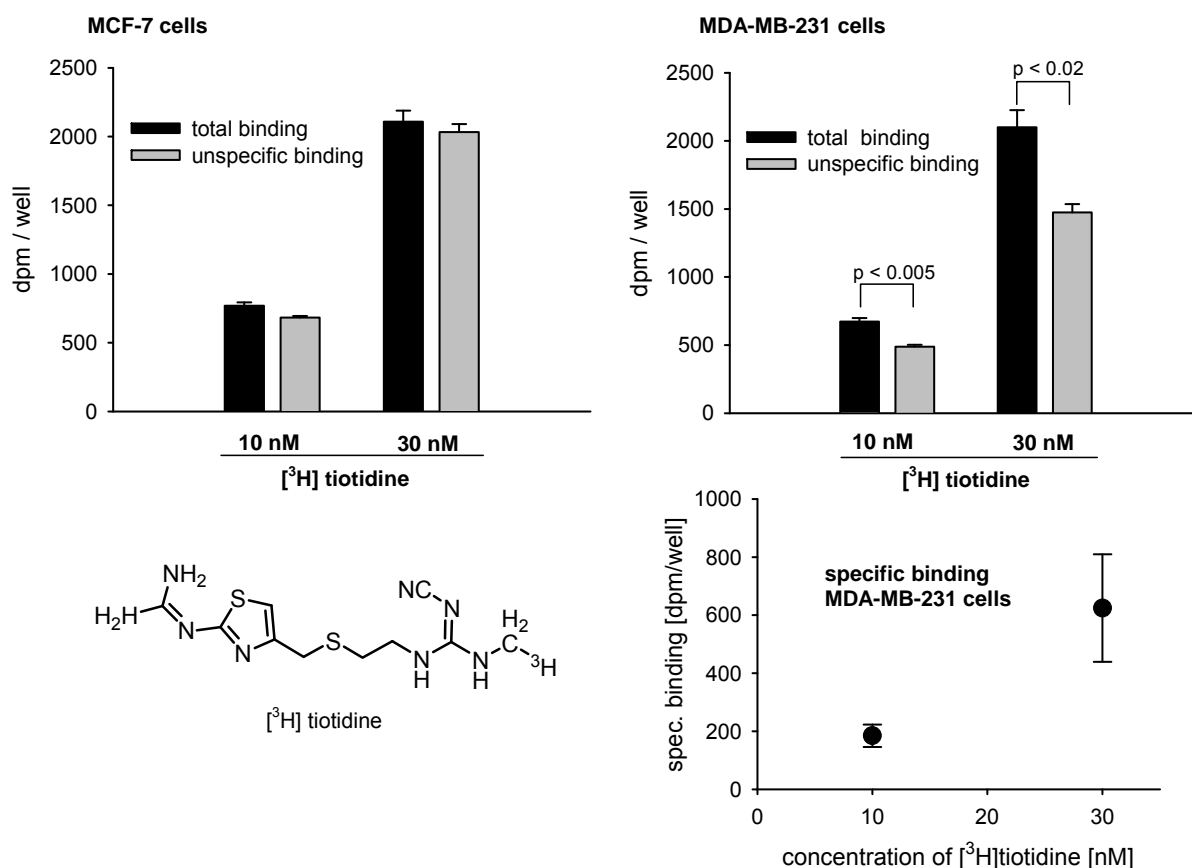 MCF-7 cells
2500
2000
1500
1000
500
0
dpm / well
total binding
unspecific binding
10 nM 30 nM
[³H] tiotidine
MDA-MB-231 cells
2500
2000
1500
1000
500
0
dpm / well
p < 0.02
total binding
unspecific binding
p < 0.005
10 nM 30 nM
[³H] tiotidine
NH₂
H₂N
N
S
N
S
NC
N
N
H
N
H
H₂
C
³H
[³H] tiotidine
1000
800
600
400
200
0
spec. binding [dpm/well]
specific binding
MDA-MB-231 cells
0 10 20 30
concentration of [³H]tiotidine [nM]